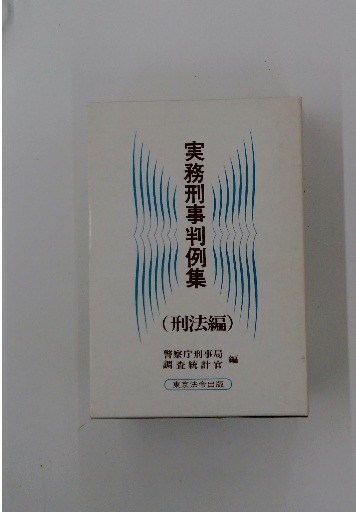 実務刑事判例集
(刑法編)
警察庁刑事局
調査統計官 編
東京法令出版